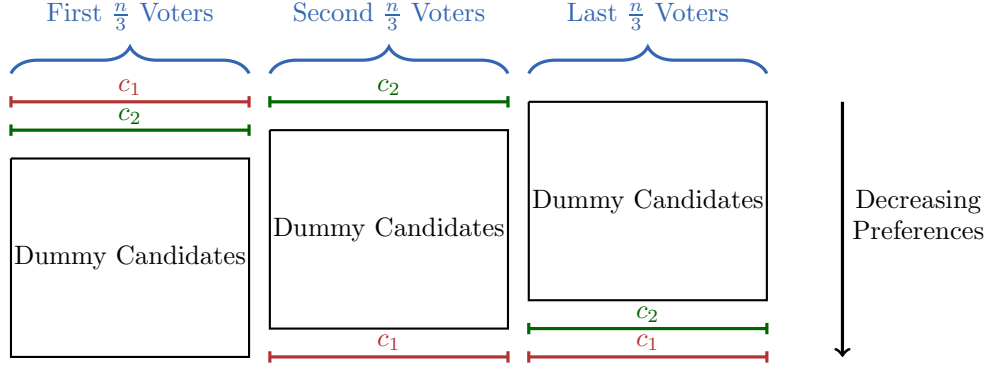 First n/3 Voters
Second n/3 Voters
Last n/3 Voters
c₁
c₂
Dummy Candidates
c₂
Dummy Candidates
c₁
Dummy Candidates
c₂
c₁
Decreasing
Preferences